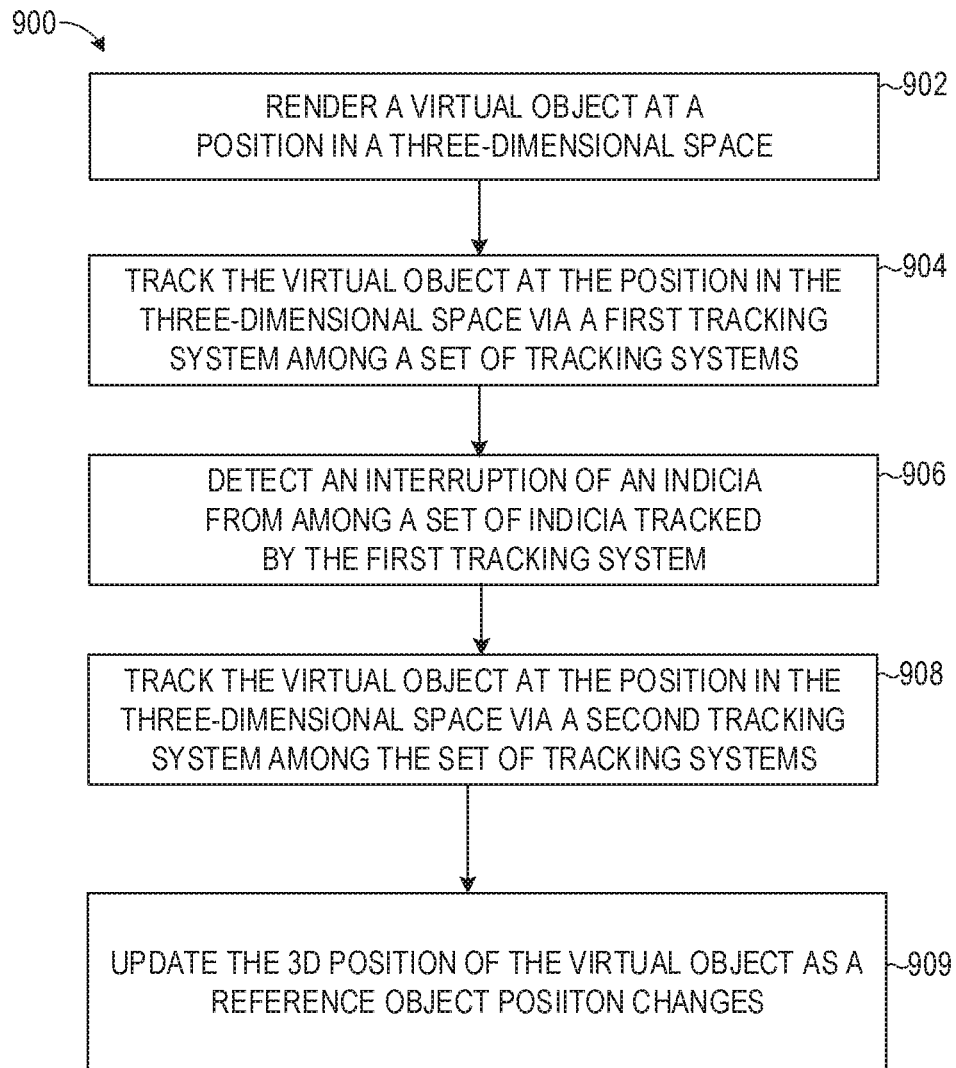 900
902
RENDER A VIRTUAL OBJECT AT A
POSITION IN A THREE-DIMENSIONAL SPACE
904
TRACK THE VIRTUAL OBJECT AT THE POSITION IN THE
THREE-DIMENSIONAL SPACE VIA A FIRST TRACKING
SYSTEM AMONG A SET OF TRACKING SYSTEMS
906
DETECT AN INTERRUPTION OF AN INDICIA
FROM AMONG A SET OF INDICIA TRACKED
BY THE FIRST TRACKING SYSTEM
908
TRACK THE VIRTUAL OBJECT AT THE POSITION IN THE
THREE-DIMENSIONAL SPACE VIA A SECOND TRACKING
SYSTEM AMONG THE SET OF TRACKING SYSTEMS
UPDATE THE 3D POSITION OF THE VIRTUAL OBJECT AS A
909
REFERENCE OBJECT POSIITON CHANGES